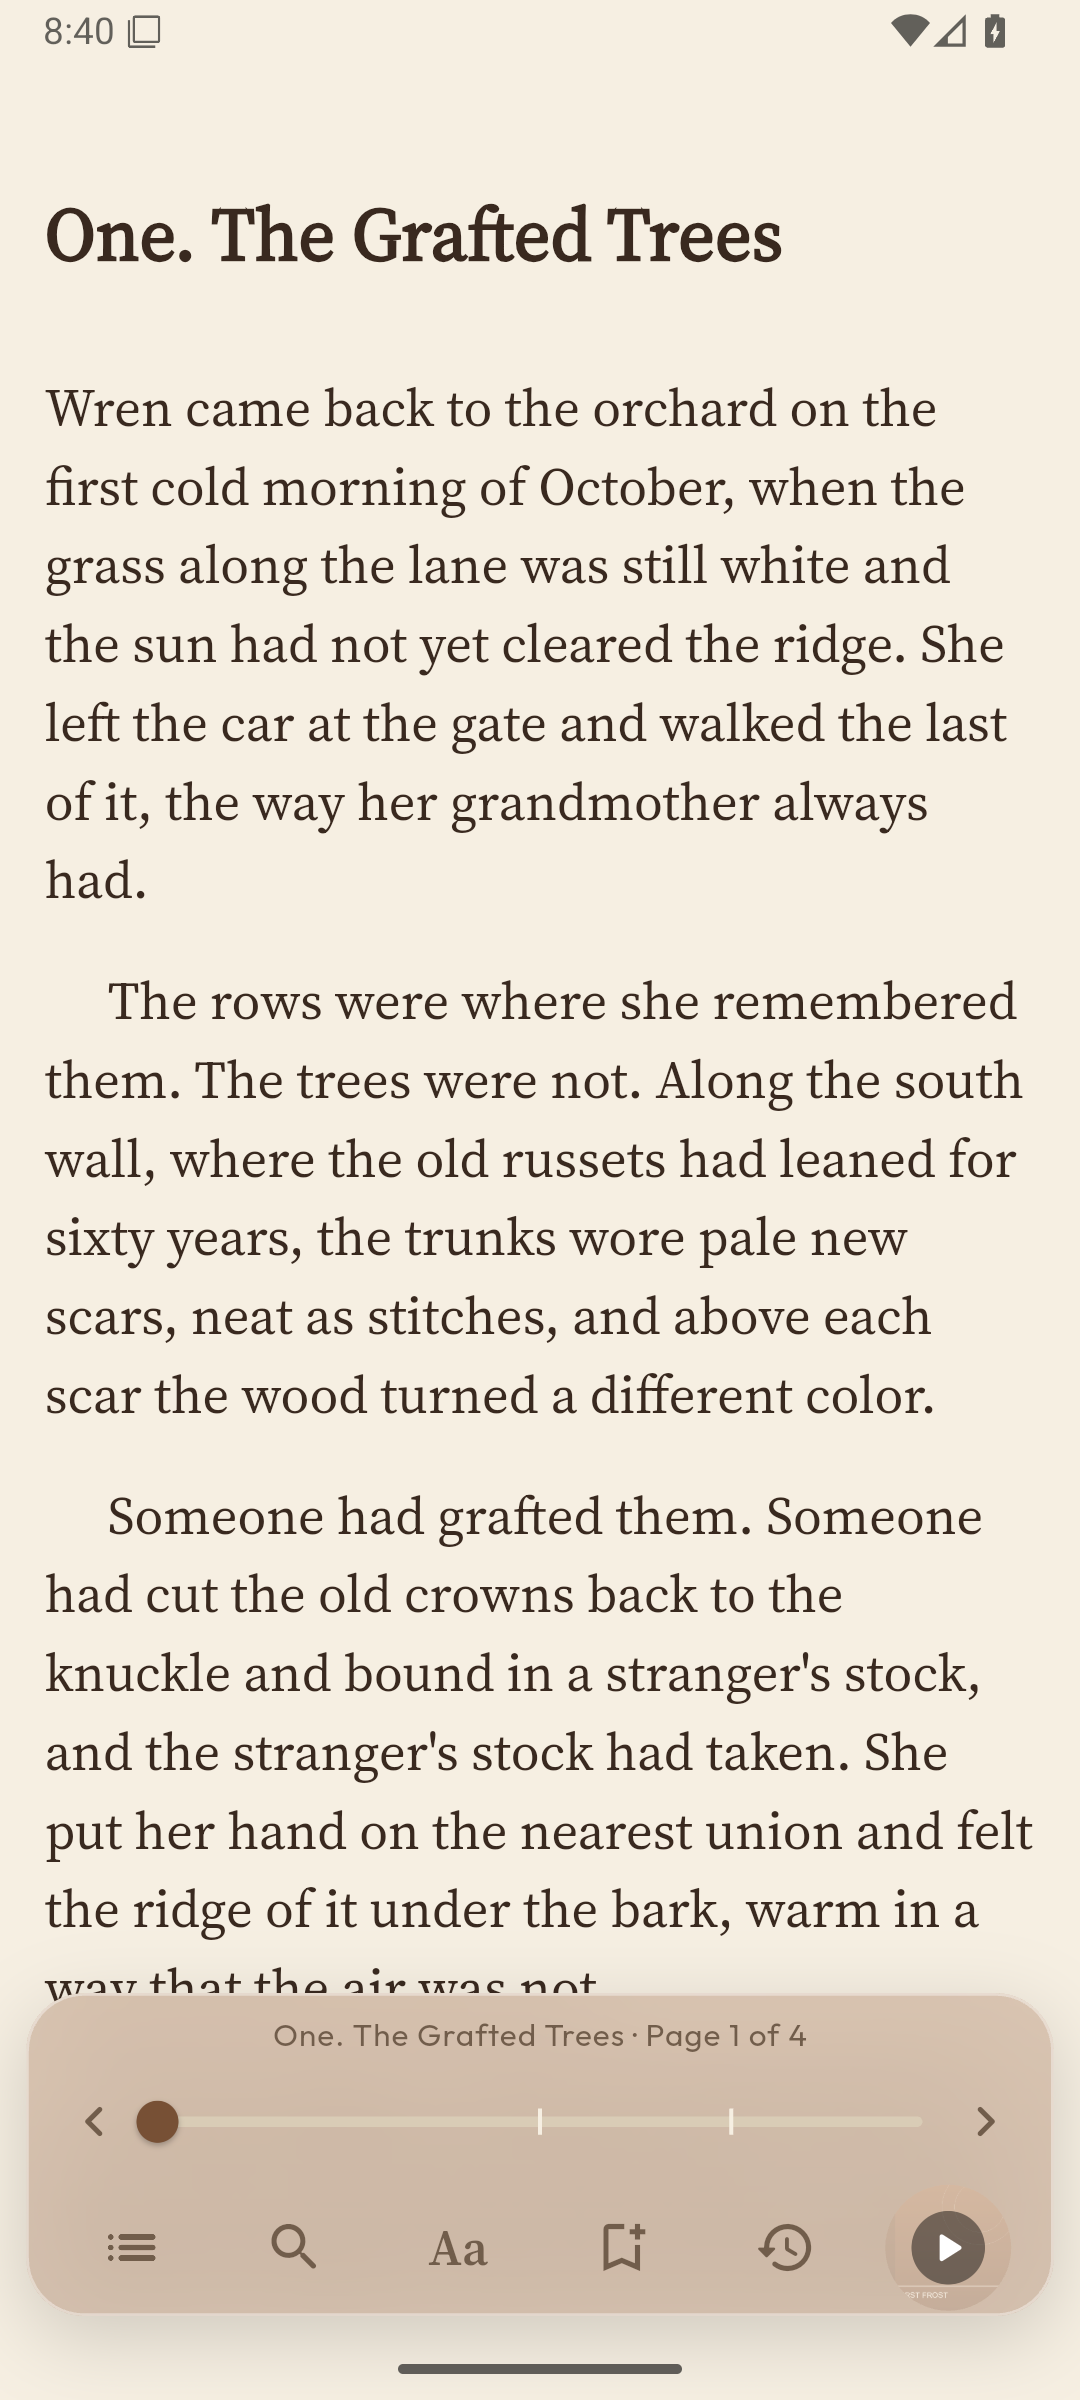 8:40
One. The Grafted Trees
Wren came back to the orchard on the
first cold morning of October, when the
grass along the lane was still white and
the sun had not yet cleared the ridge. She
left the car at the gate and walked the last
of it, the way her grandmother always
had.
The rows were where she remembered
them. The trees were not. Along the south
wall, where the old russets had leaned for
sixty years, the trunks wore pale new
scars, neat as stitches, and above each
scar the wood turned a different color.
Someone had grafted them. Someone
had cut the old crowns back to the
knuckle and bound in a stranger's stock,
and the stranger's stock had taken. She
put her hand on the nearest union and felt
the ridge of it under the bark, warm in a
way that the air was not
One. The Grafted Trees · Page 1 of 4
Aa
FROST